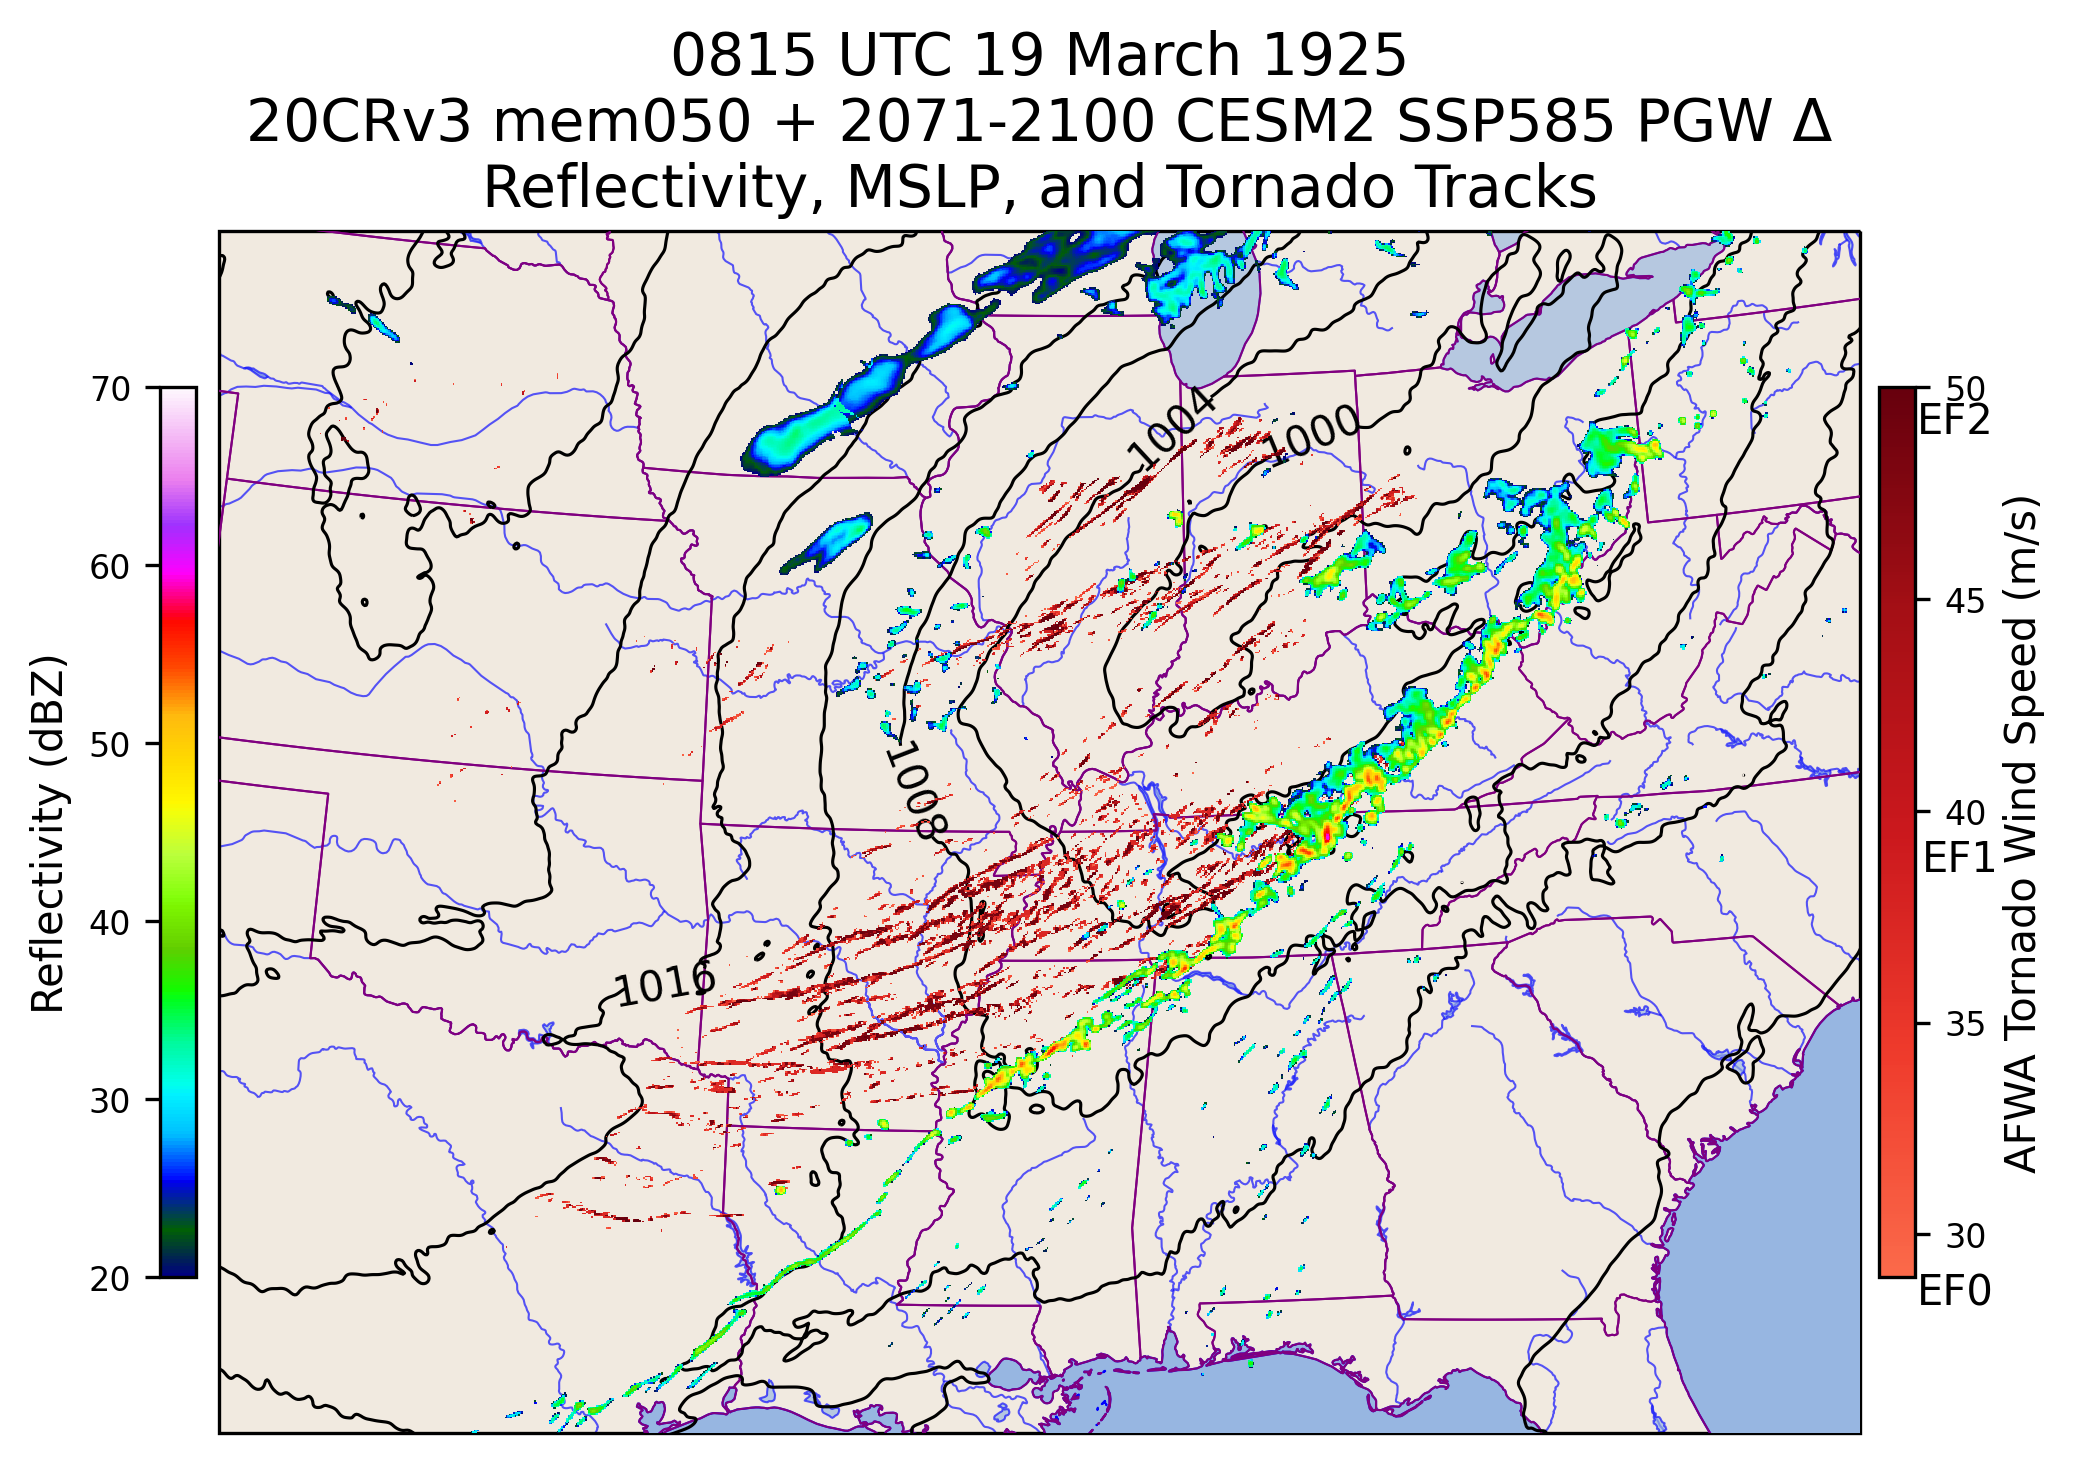 0815 UTC 19 March 1925
20CRv3 mem050 + 2071-2100 CESM2 SSP585 PGW Δ
Reflectivity, MSLP, and Tornado Tracks
70
60
50
40
30
20
Reflectivity (dBZ)
1004
1000
1008
1016
50
EF2
45
40
EF1
35
30
EF0
AFWA Tornado Wind Speed (m/s)